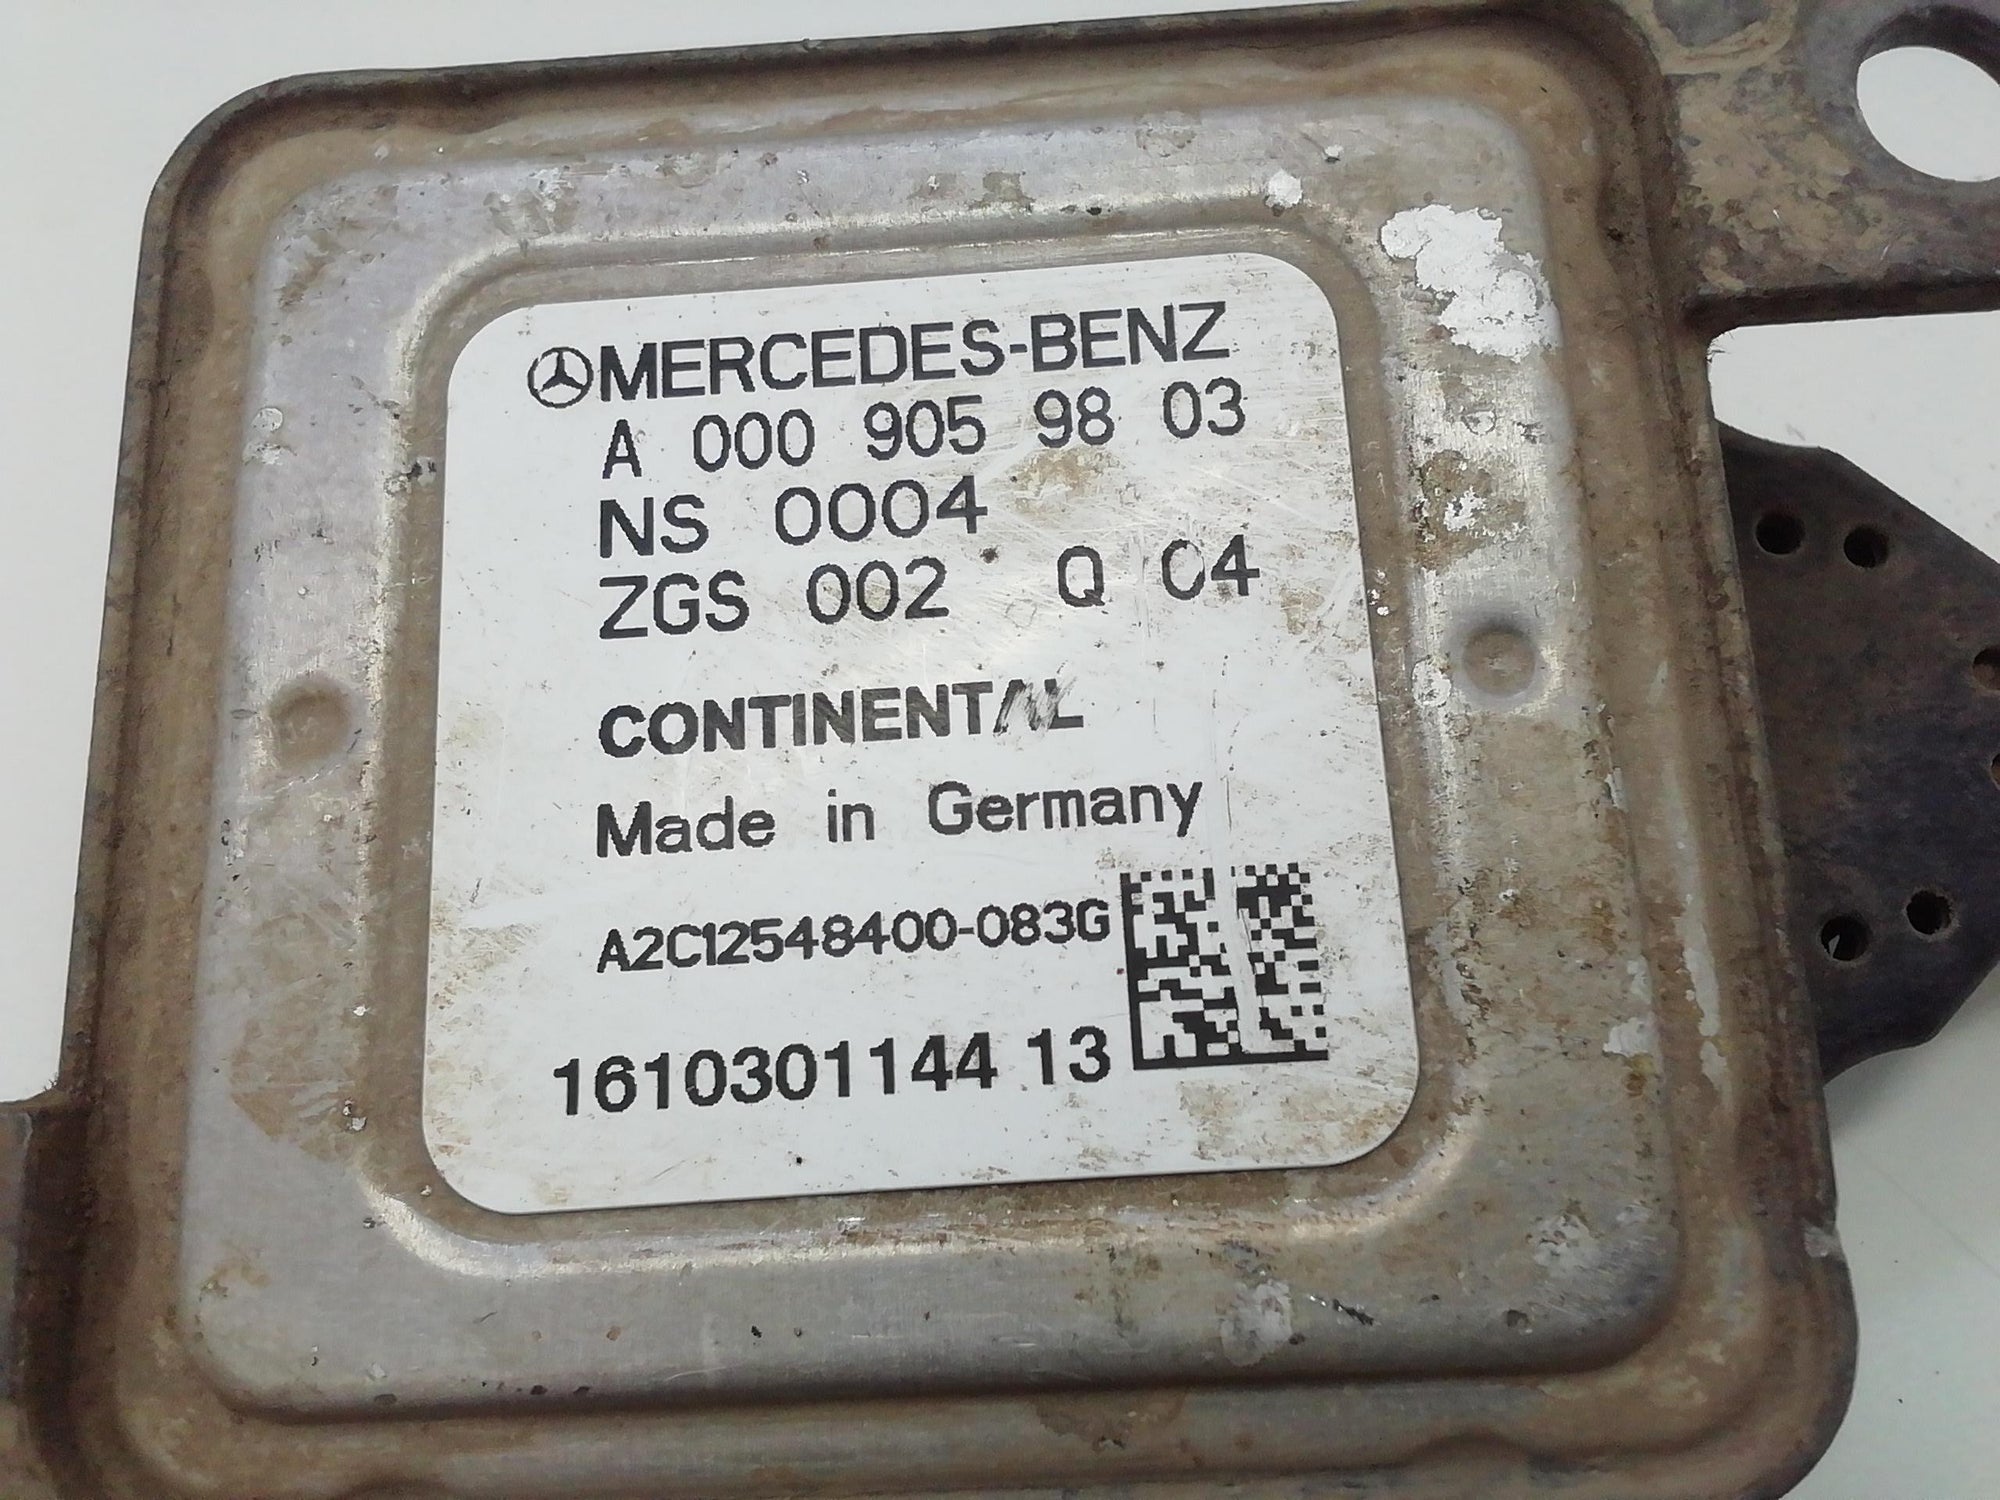 MERCEDES-BENZ
A 000 905 98 03
NS 0004
ZGS 002 Q 04
CONTINENTAL
Made in Germany
A2C12548400-083G
1610301144 13